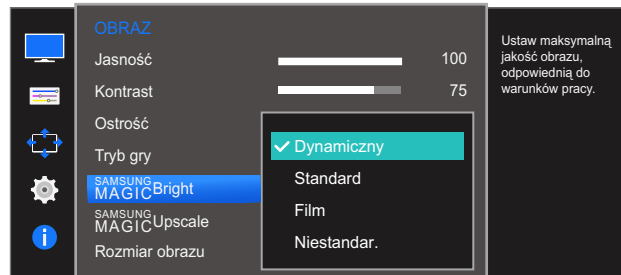 OBRAZ
Jasność 100
Kontrast 75
Ostrość
Tryb gry
SAMSUNG
MAGICBright
SAMSUNG
MAGICUpscale
Rozmiar obrazu
Dynamiczny
Standard
Film
Niestandar.
Ustaw maksymalną
jakość obrazu,
odpowiednią do
warunków pracy.